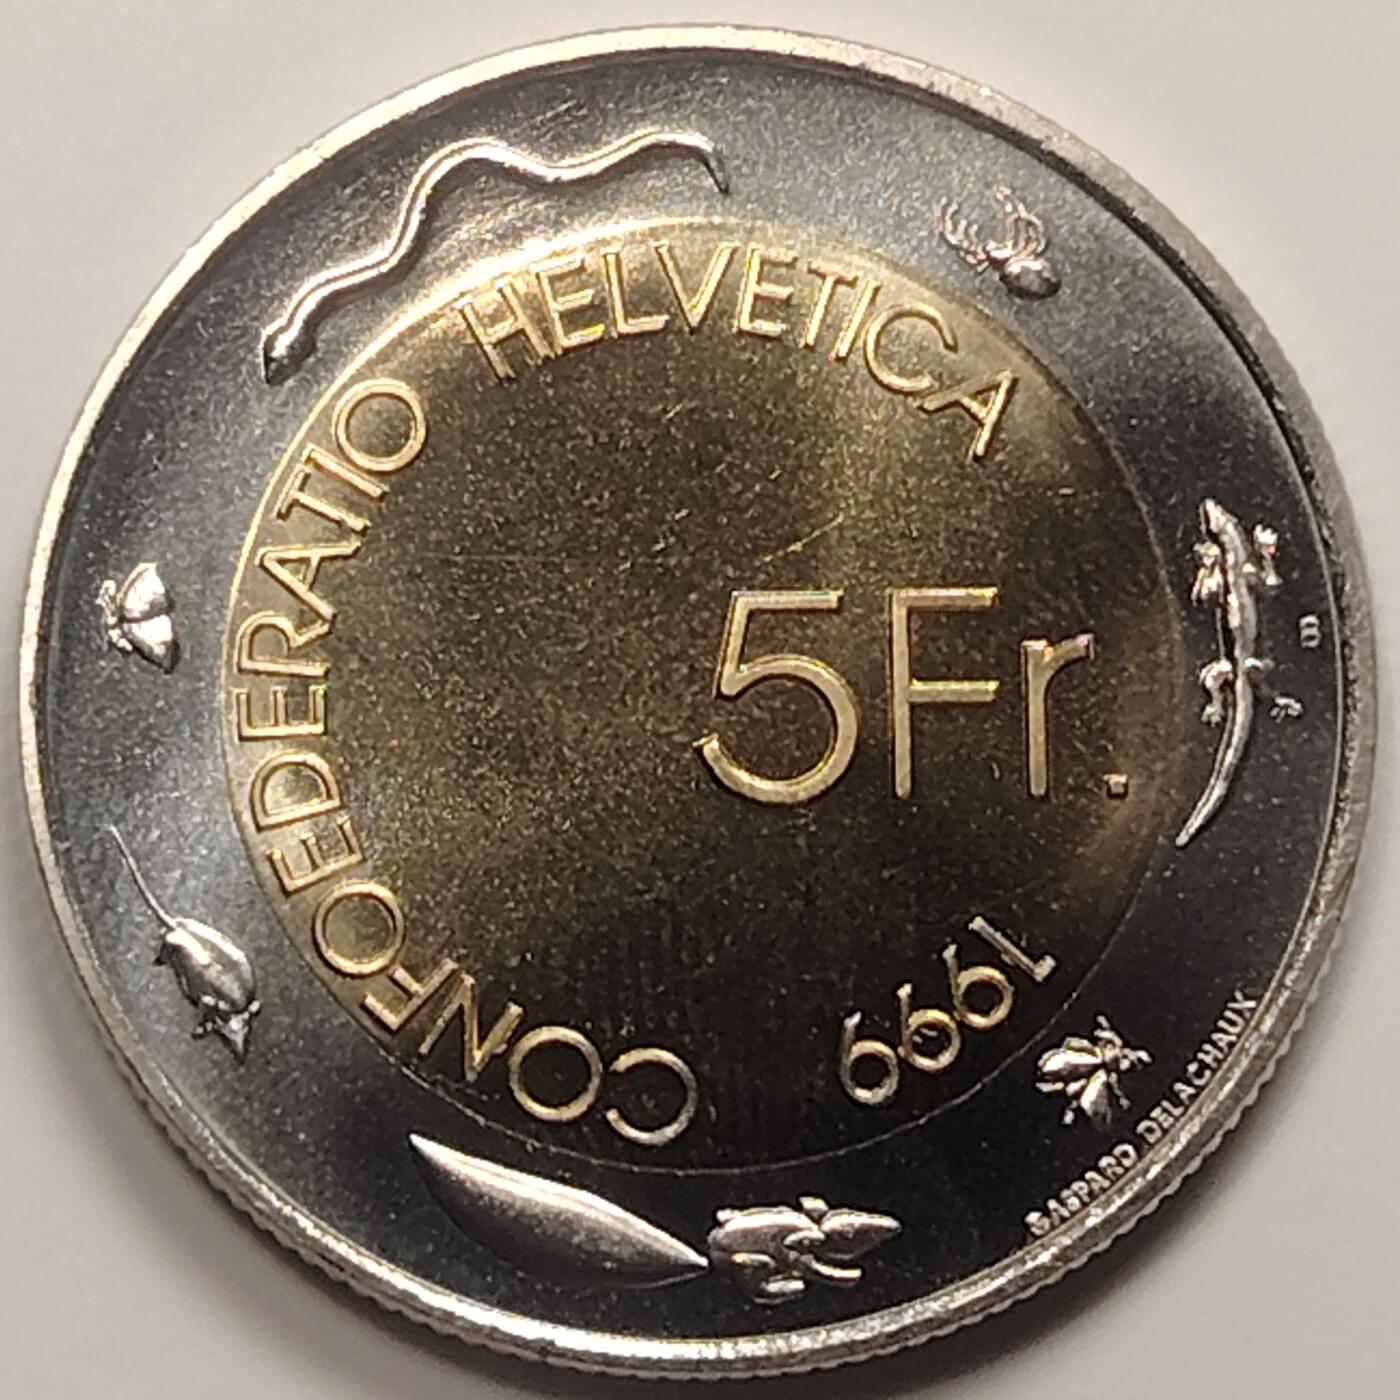 CONFOEDERATIO HELVETICA
5Fr.
1999
B
GASPARD DELACHAUX